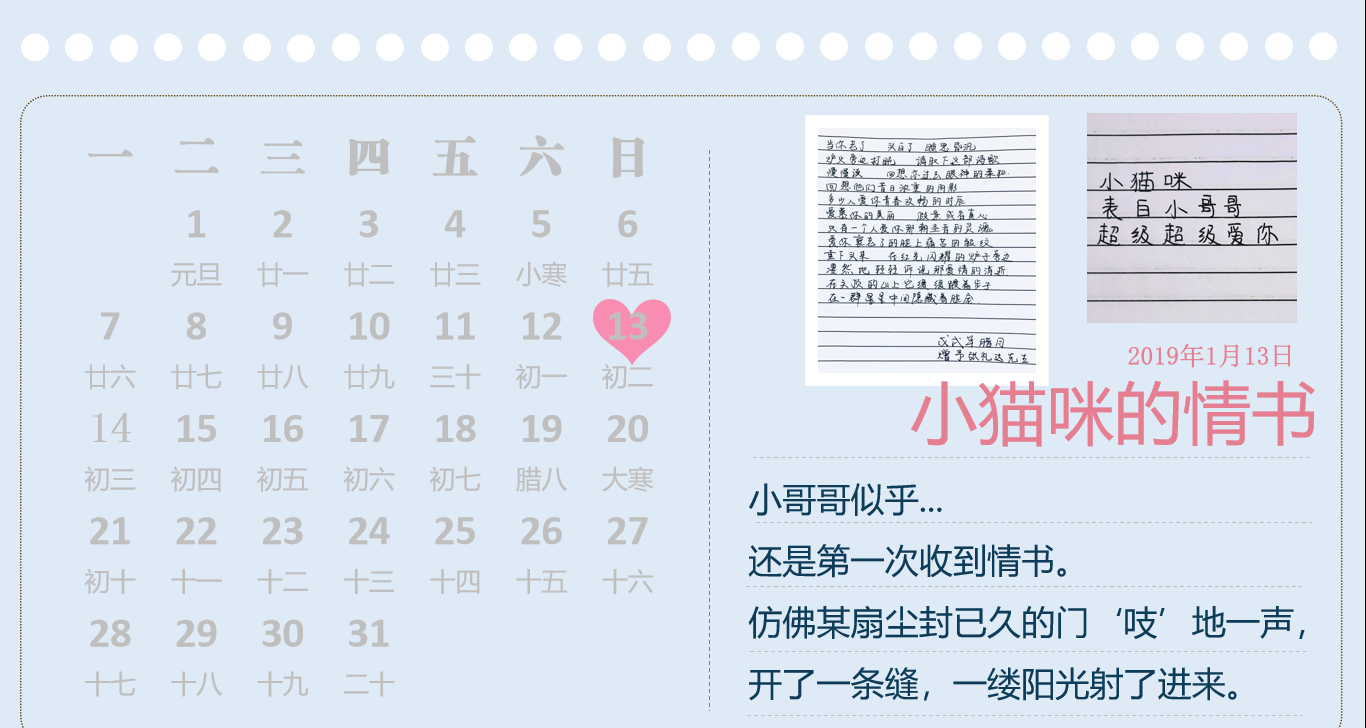 一 二 三 四 五 六 日
1 2 3 4 5 6
元旦 廿一 廿二 廿三 小寒 廿五
7 8 9 10 11 12 13
廿六 廿七 廿八 廿九 三十 初一 初二
14 15 16 17 18 19 20
初三 初四 初五 初六 初七 腊八 大寒
21 22 23 24 25 26 27
初十 十一 十二 十三 十四 十五 十六
28 29 30 31
十七 十八 十九 二十
当你老了 头白了 睡思昏沉
炉火旁边打盹 请取下这部诗歌
慢慢读 回想你过去眼神的柔和
回想他们昔日浓重的阴影
多少人爱你青春欢畅的时辰
爱慕你的美丽 假意或者真心
只有一个人爱你那朝圣者的灵魂
爱你衰老了的脸上痛苦的皱纹
垂下头来 在红光闪耀的炉子旁边
凄然地轻轻诉说那爱情的消逝
在头顶的山上它缓缓踱着步子
在一群星星中间隐藏着脸庞
戊戌年腊月
赠予张 先生
小猫咪
表白小哥哥
超级超级爱你
2019年1月13日
小猫咪的情书
小哥哥似乎...
还是第一次收到情书。
仿佛某扇尘封已久的门‘吱’地一声，
开了一条缝，一缕阳光射了进来。